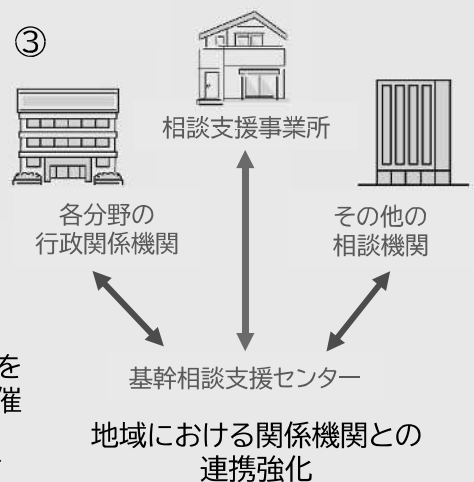 ③
相談支援事業所
各分野の
行政関係機関
その他の
相談機関
を
催
基幹相談支援センター
地域における関係機関との
連携強化